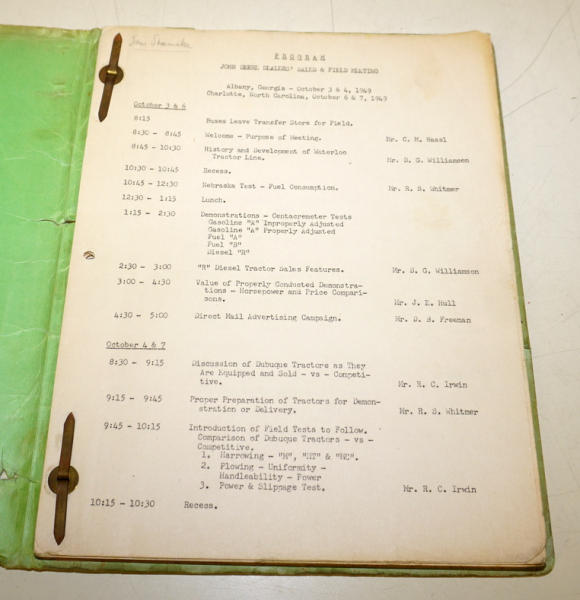 PROGRAM
JOHN DEERE DEALERS' SALES & FIELD MEETING
Albany, Georgia - October 3 & 4, 1949
Charlotte, North Carolina, October 6 & 7, 1949
October 3 & 6
8:15 Buses Leave Transfer Store for Field.
8:30 - 8:45 Welcome - Purpose of Meeting. Mr. C. M.
8:45 - 10:30 History and Development of Waterloo
Tractor Line. Mr. B. G. Williamson
10:30 - 10:45 Recess.
10:45 - 12:30 Nebraska Test - Fuel Consumption. Mr. R. S. Whitmer
12:30 - 1:15 Lunch.
1:15 - 2:30 Demonstrations - Centacremeter Tests
Gasoline "A" Inproperly Adjusted
Gasoline "A" Properly Adjusted
Fuel "A"
Fuel "B"
Diesel "R"
2:30 - 3:00 "R" Diesel Tractor Sales Features. Mr. B. G. Williamson
3:00 - 4:30 Value of Properly Conducted Demonstra-
tions - Horsepower and Price Compari-
sons. Mr. J. E. Hull
4:30 - 5:00 Direct Mail Advertising Campaign. Mr. D. B. Freeman
October 4 & 7
8:30 - 9:15 Discussion of Dubuque Tractors as They
Are Equipped and Sold - vs - Competi-
tive. Mr. R. C. Irwin
9:15 - 9:45 Proper Preparation of Tractors for Demon-
stration or Delivery. Mr. R. S. Whitmer
9:45 - 10:15 Introduction of Field Tests to Follow.
Comparison of Dubuque Tractors - vs -
Competitive.
1. Harrowing - "M", "MT" & "MC".
2. Plowing - Uniformity -
Handleability - Power
3. Power & Slippage Test. Mr. R. C. Irwin
10:15 - 10:30 Recess.